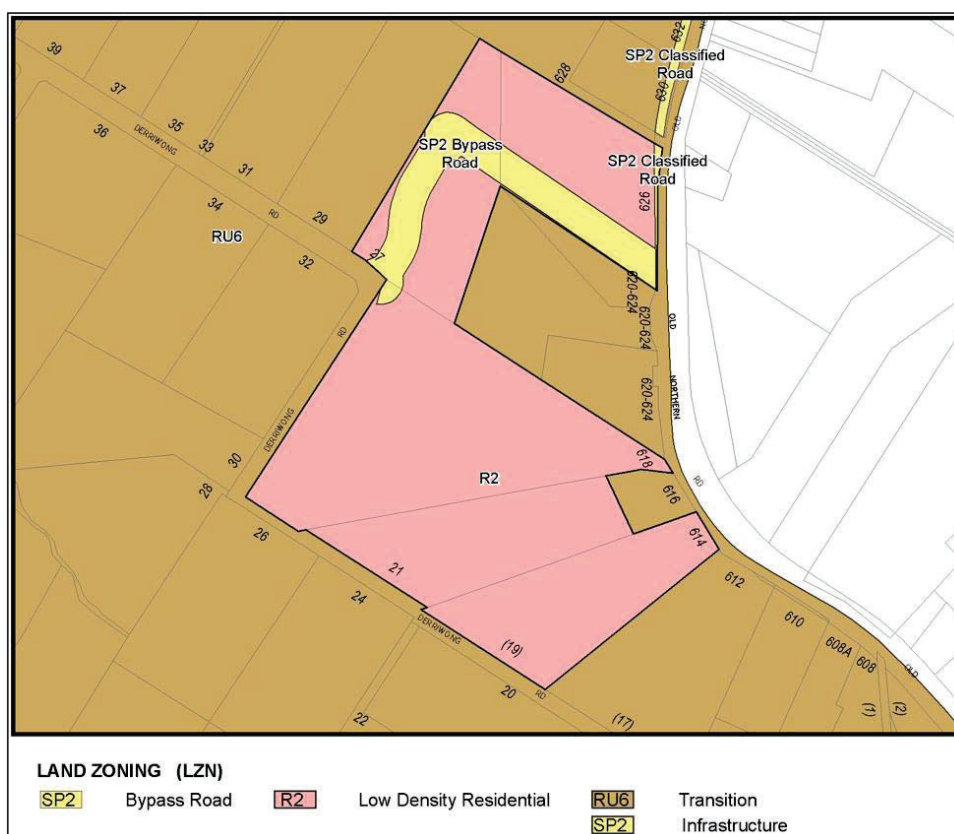 632
SP2 Classified
Road
630
OLD
628
39
37
35
33
31
29
27
36
DERRIWONG
RD
34
32
RU6
SP2 Bypass
Road
SP2 Classified
Road
626
620-624
620-624
620-624
OLD
NORTHERN
RD
RD
DERRIWONG
30
28
26
R2
618
616
614
612
610
608A
608
(1)
(2)
OLD
21
24
DERRIWONG
RD
(19)
20
22
(17)
LAND ZONING (LZN)
SP2 Bypass Road R2 Low Density Residential RU6 Transition
SP2 Infrastructure